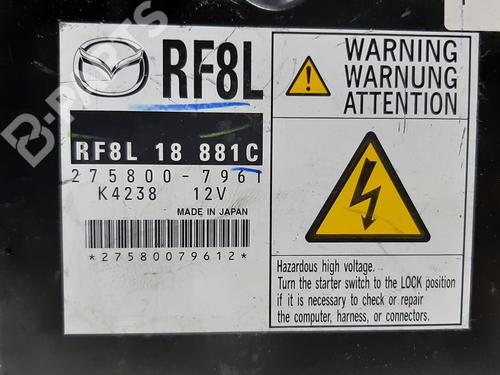 B-PARTS
RF8L
RF8L 18 881C
275800-7961
K4238 12V
MADE IN JAPAN
*27580079612*
WARNING
WARNUNG
ATTENTION
Hazardous high voltage.
Turn the starter switch to the LOCK position
if it is necessary to check or repair
the computer, harness, or connectors.